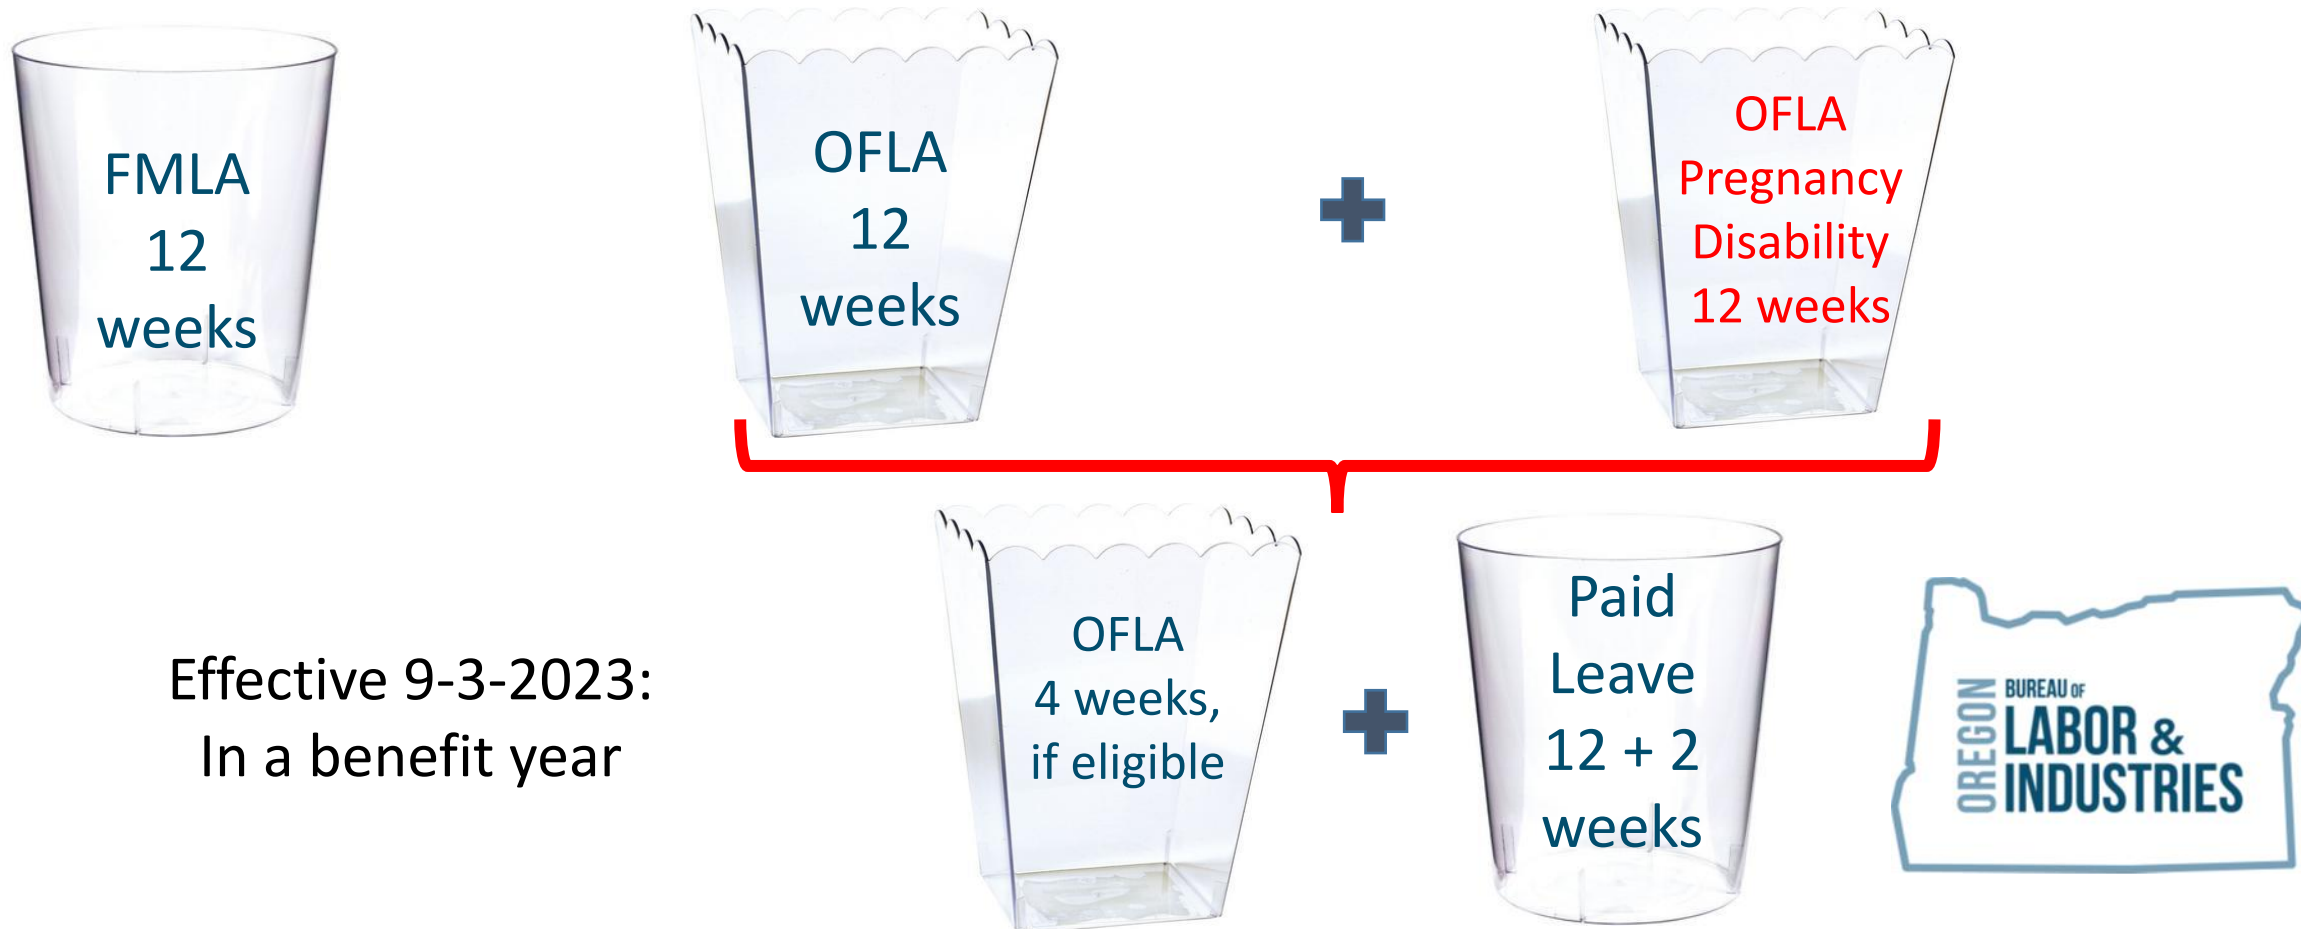 FMLA
12
weeks
OFLA
12
weeks
OFLA
Pregnancy
Disability
12 weeks
Effective 9-3-2023:
In a benefit year
OFLA
4 weeks,
if eligible
Paid
Leave
12 + 2
weeks
OREGON
BUREAU OF
LABOR &
INDUSTRIES